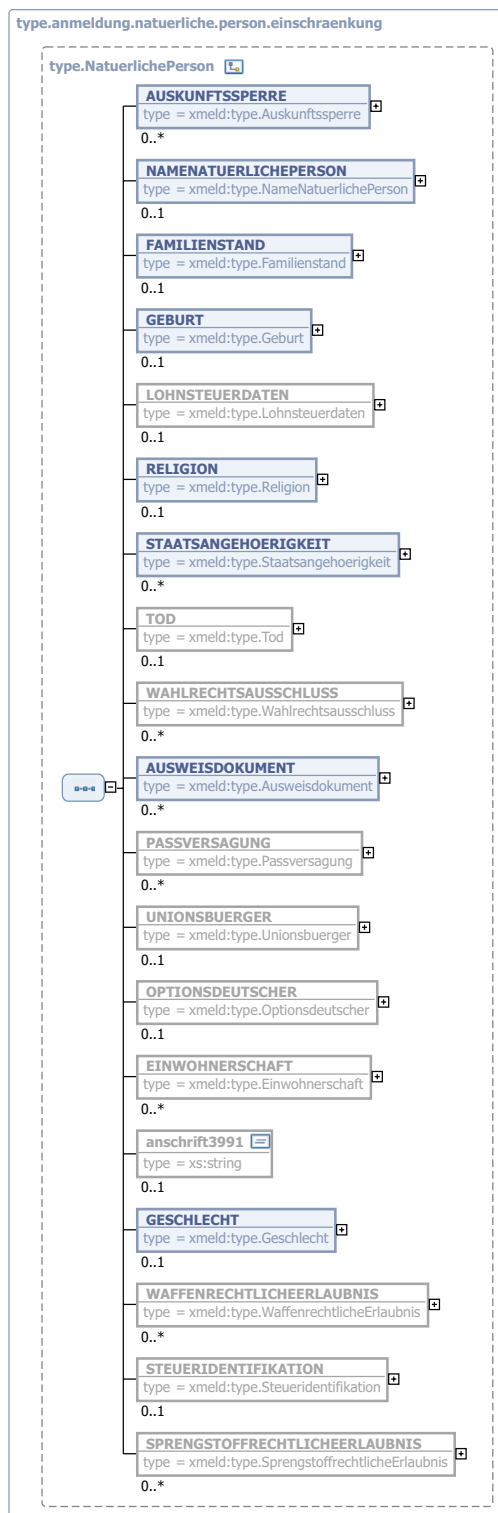 type.anmeldung.natuerliche.person.einschraenkung
type.NatuerlichePerson
AUSKUNFTSSPERRE
type = xmeld:type.Auskunftssperre
0..*
NAMENATUERLICHEPERSON
type = xmeld:type.NameNatuerlichePerson
0..1
FAMILIENSTAND
type = xmeld:type.Familienstand
0..1
GEBURT
type = xmeld:type.Geburt
0..1
LOHNSTEUERDATEN
type = xmeld:type.Lohnsteuerdaten
0..1
RELIGION
type = xmeld:type.Religion
0..1
STAATSANGEHOERIGKEIT
type = xmeld:type.Staatsangehoerigkeit
0..*
TOD
type = xmeld:type.Tod
0..1
WAHLRECHTSAUSSCHLUSS
type = xmeld:type.Wahlrechtsausschluss
0..*
AUSWEISDOKUMENT
type = xmeld:type.Ausweisdokument
0..*
PASSVERSAGUNG
type = xmeld:type.Passversagung
0..*
UNIONSBUERGER
type = xmeld:type.Unionsbuerger
0..1
OPTIONSDEUTSCHER
type = xmeld:type.Optionsdeutscher
0..1
EINWOHNERSCHAFT
type = xmeld:type.Einwohnerschaft
0..*
anschrift3991
type = xs:string
0..1
GESCHLECHT
type = xmeld:type.Geschlecht
0..1
WAFFENRECHTLICHEERLAUBNIS
type = xmeld:type.WaffenrechtlicheErlaubnis
0..*
STEUERIDENTIFIKATION
type = xmeld:type.Steueridentifikation
0..1
SPRENGSTOFFRECHTLICHEERLAUBNIS
type = xmeld:type.SprengstoffrechtlicheErlaubnis
0..*